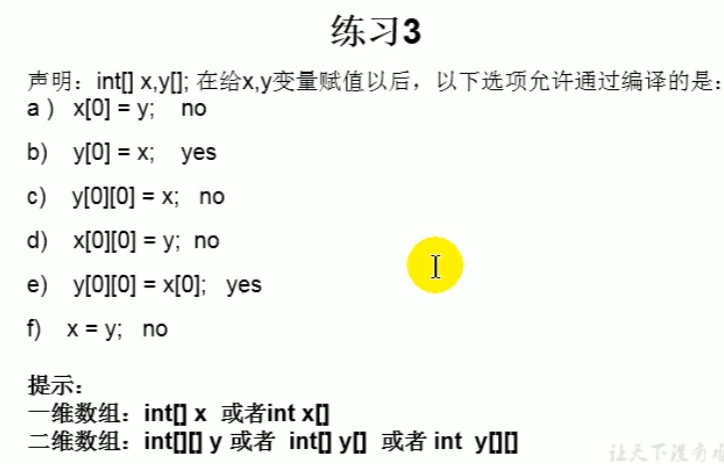 练习3
声明：int[] x,y[]; 在给x,y变量赋值以后，以下选项允许通过编译的是：
a ) x[0] = y; no
b) y[0] = x; yes
c) y[0][0] = x; no
d) x[0][0] = y; no
e) y[0][0] = x[0]; yes
f) x = y; no
提示：
一维数组：int[] x 或者int x[]
二维数组：int[][] y 或者 int[] y[] 或者 int y[][]
让天下没有